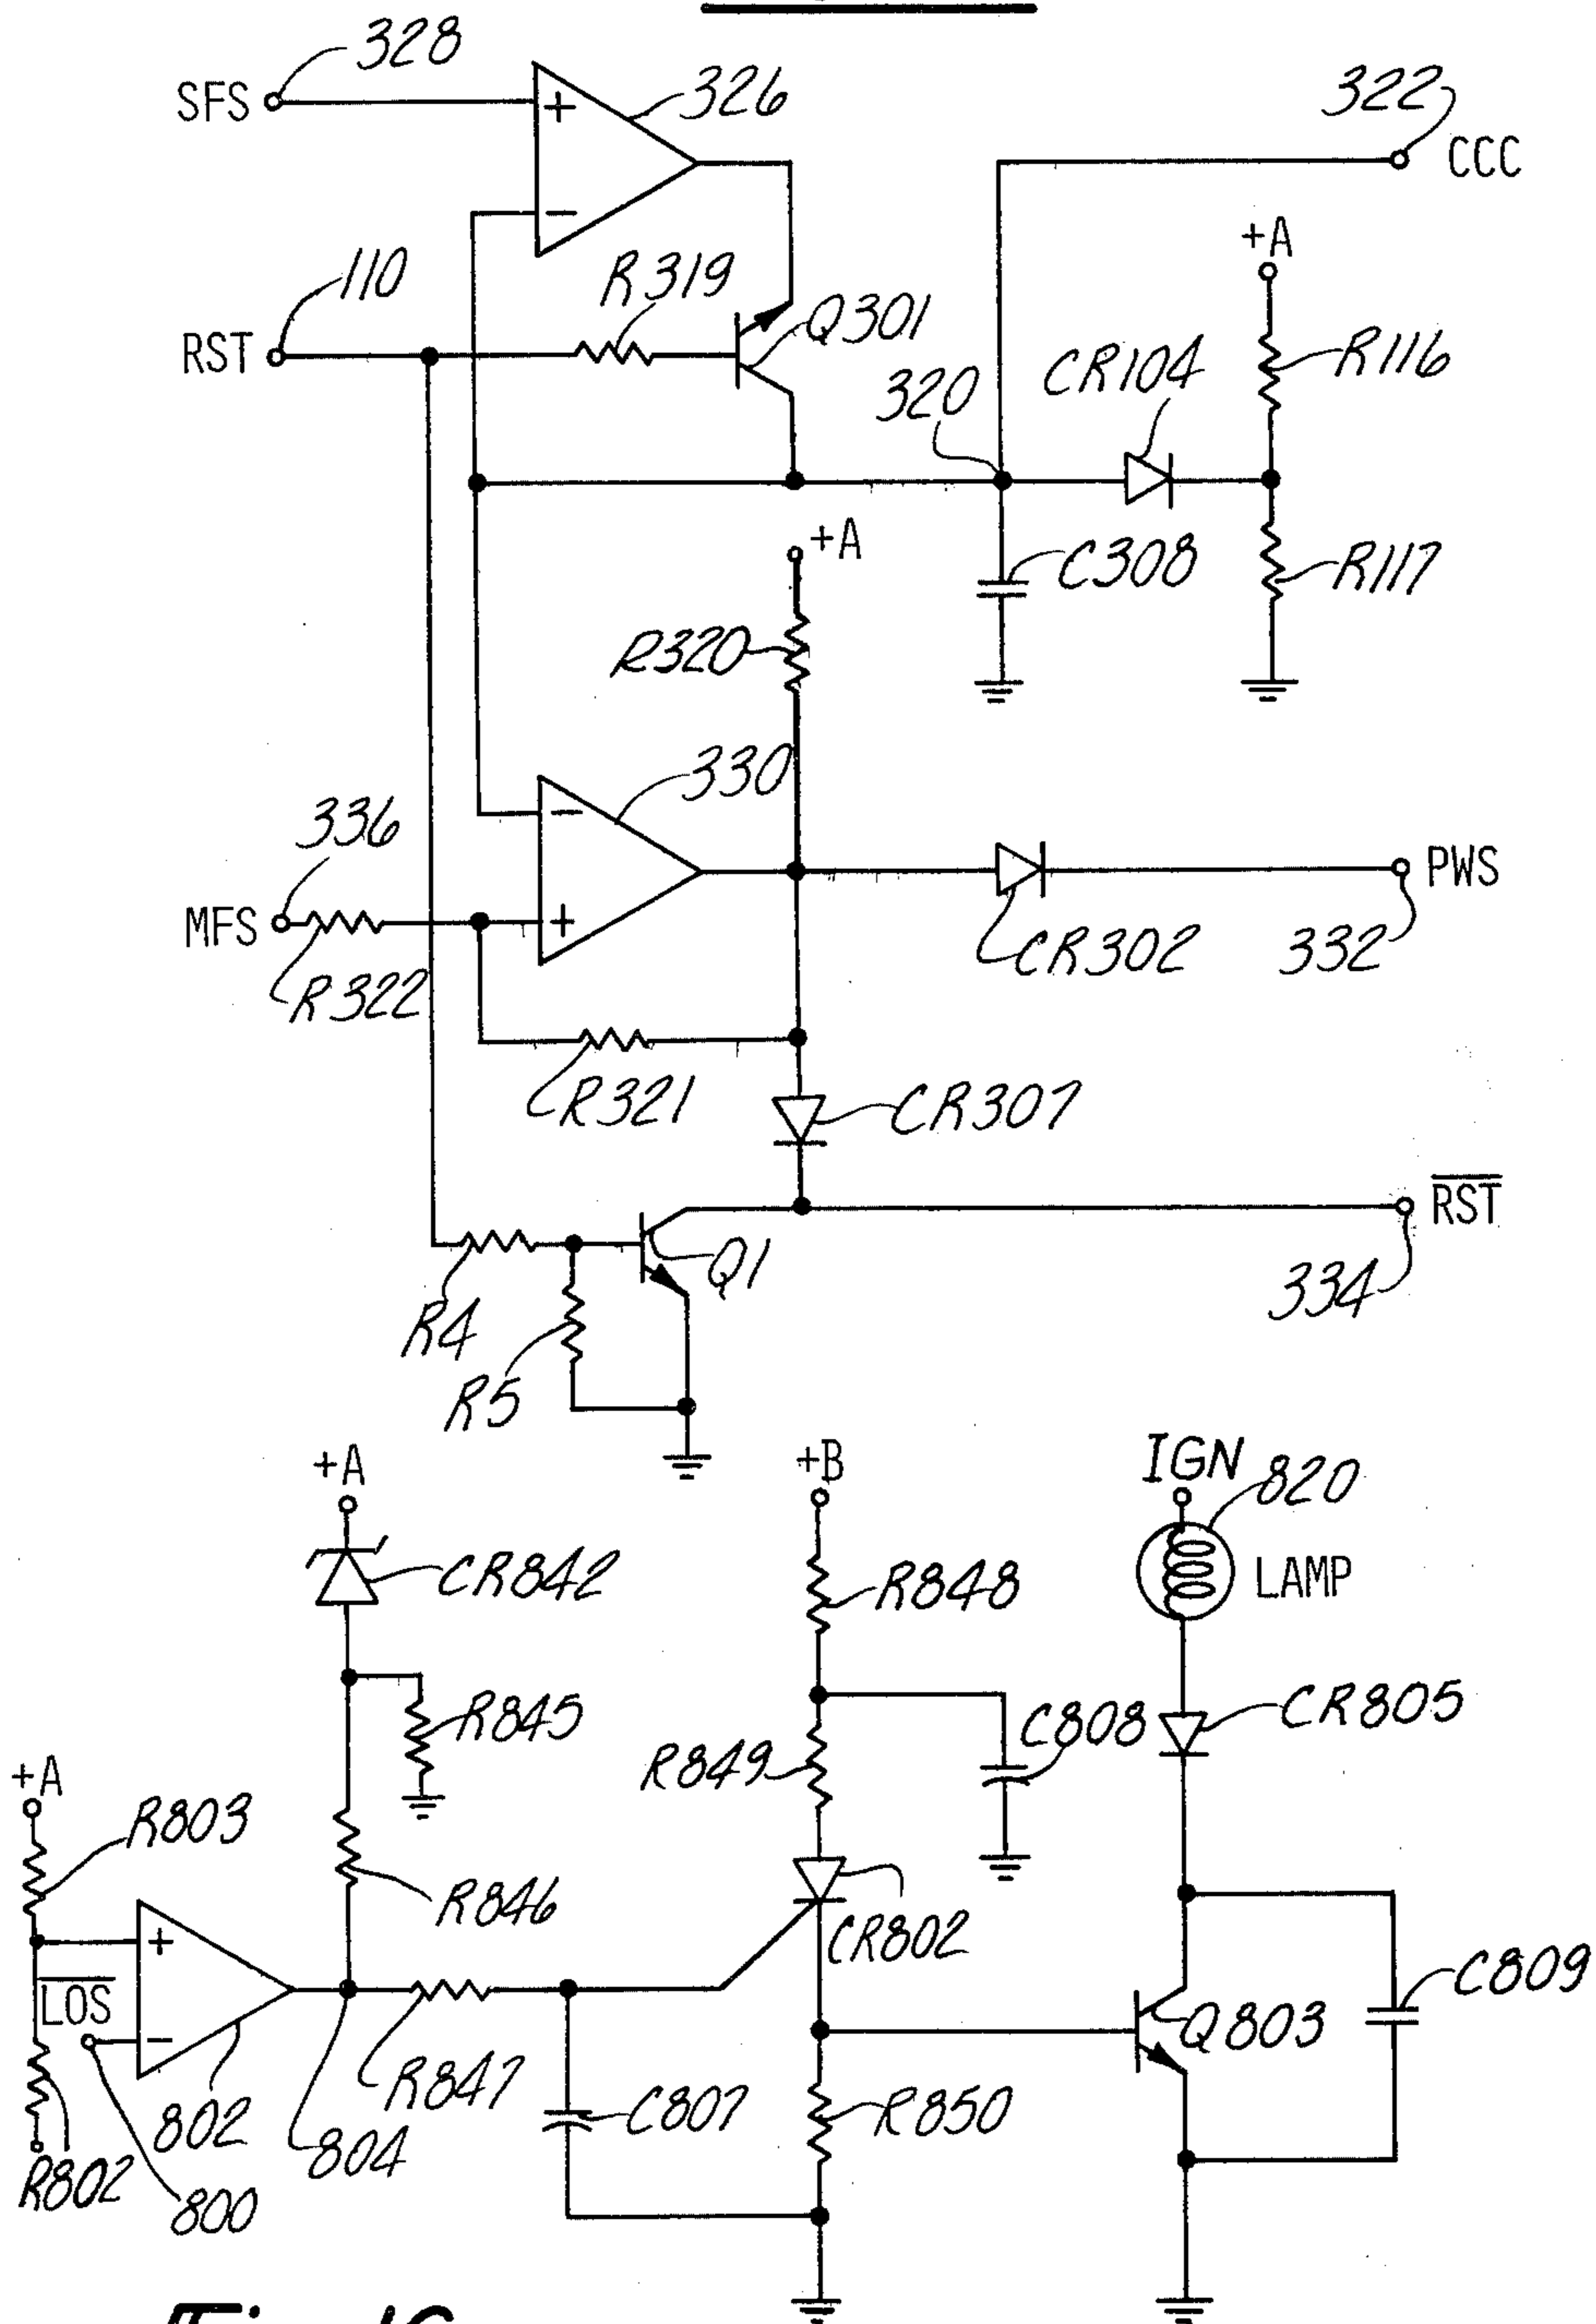 328
SFS
+
326
322
CCC
−
+A
110
R319
RST
Q301
R116
CR104
320
+A
C308
R117
R320
330
336
−
PWS
MFS
+
CR302
332
R322
R321
CR307
RST
Q1
334
R4
R5
+A
+B
IGN
820
CR842
R848
LAMP
R845
C808
CR805
R849
+A
R803
R846
CR802
+
LOS
C809
−
Q803
R847
C807
R850
802
804
R802
800